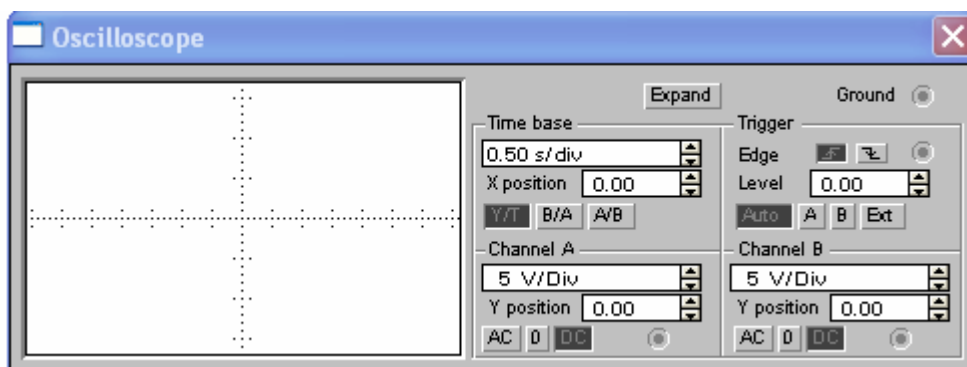 Oscilloscope
Expand
Ground
Time base
0.50 s/div
X position 0.00
Y/T B/A A/B
Trigger
Edge
Level 0.00
Auto A B Ext
Channel A
5 V/Div
Y position 0.00
AC 0 DC
Channel B
5 V/Div
Y position 0.00
AC 0 DC